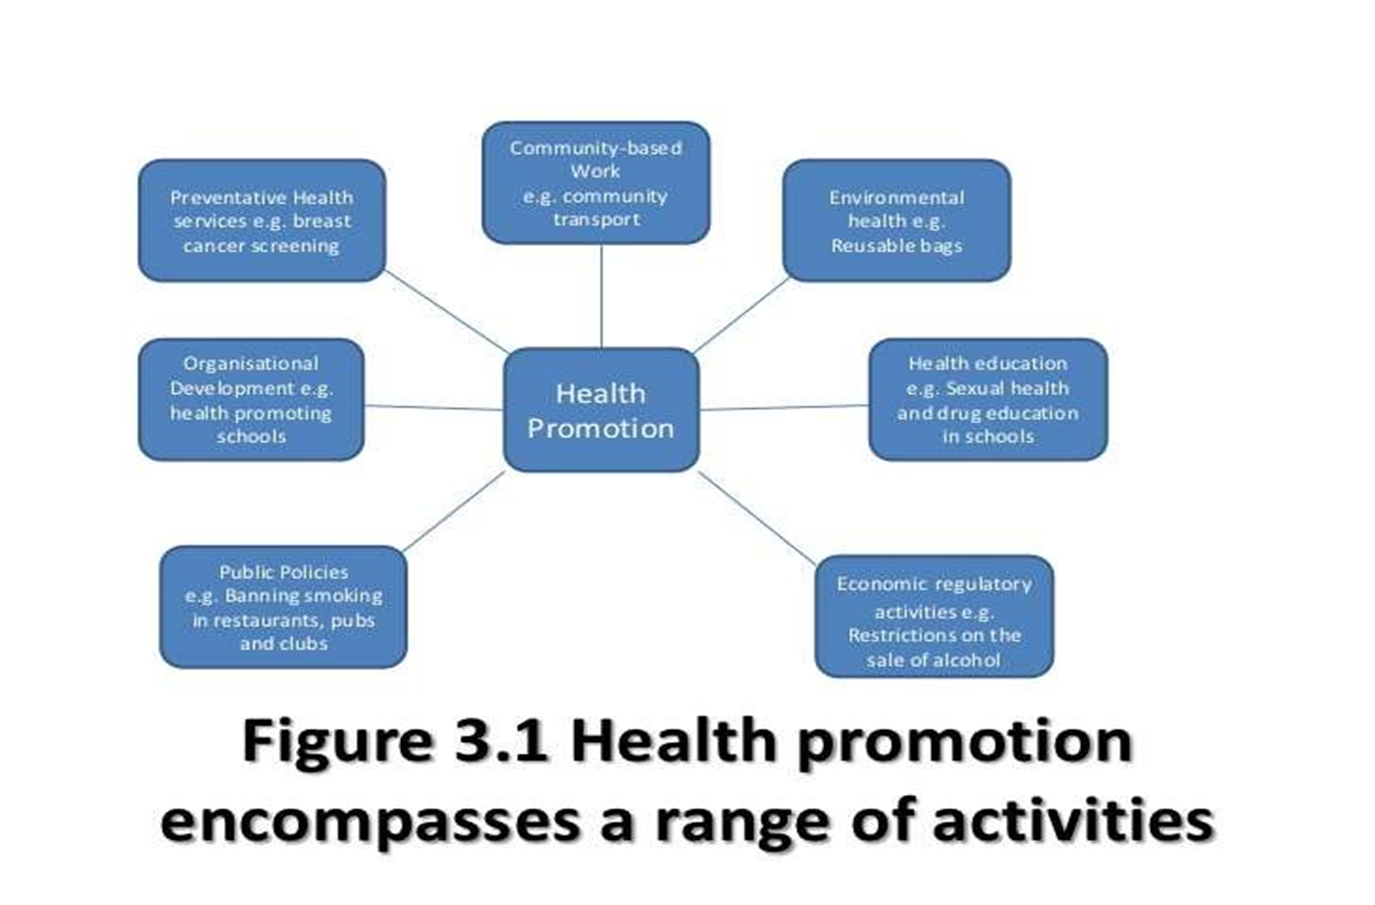 Community-based
Work
e.g. community
transport
Preventative Health
services e.g. breast
cancer screening
Environmental
health e.g.
Reusable bags
Organisational
Development e.g.
health promoting
schools
Health
Promotion
Health education
e.g. Sexual health
and drug education
in schools
Public Policies
e.g. Banning smoking
in restaurants, pubs
and clubs
Economic regulatory
activities e.g.
Restrictions on the
sale of alcohol
Figure 3.1 Health promotion
encompasses a range of activities